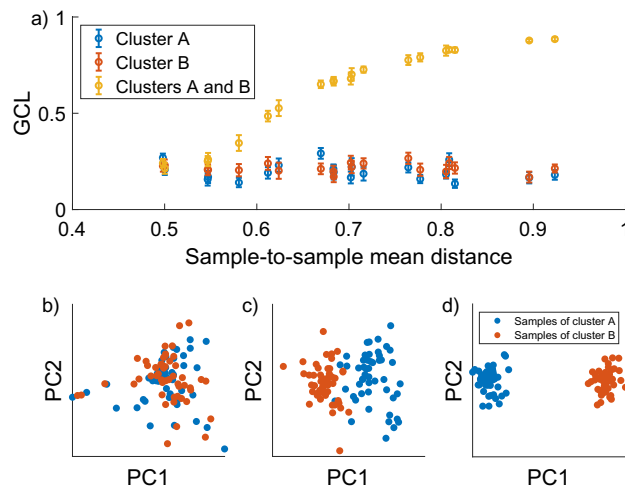 a)
1
0.5
0
GCL
Cluster A
Cluster B
Clusters A and B
0.4 0.5 0.6 0.7 0.8 0.9 1
Sample-to-sample mean distance
b)
PC2
PC1
c)
PC2
PC1
d)
Samples of cluster A
Samples of cluster B
PC2
PC1